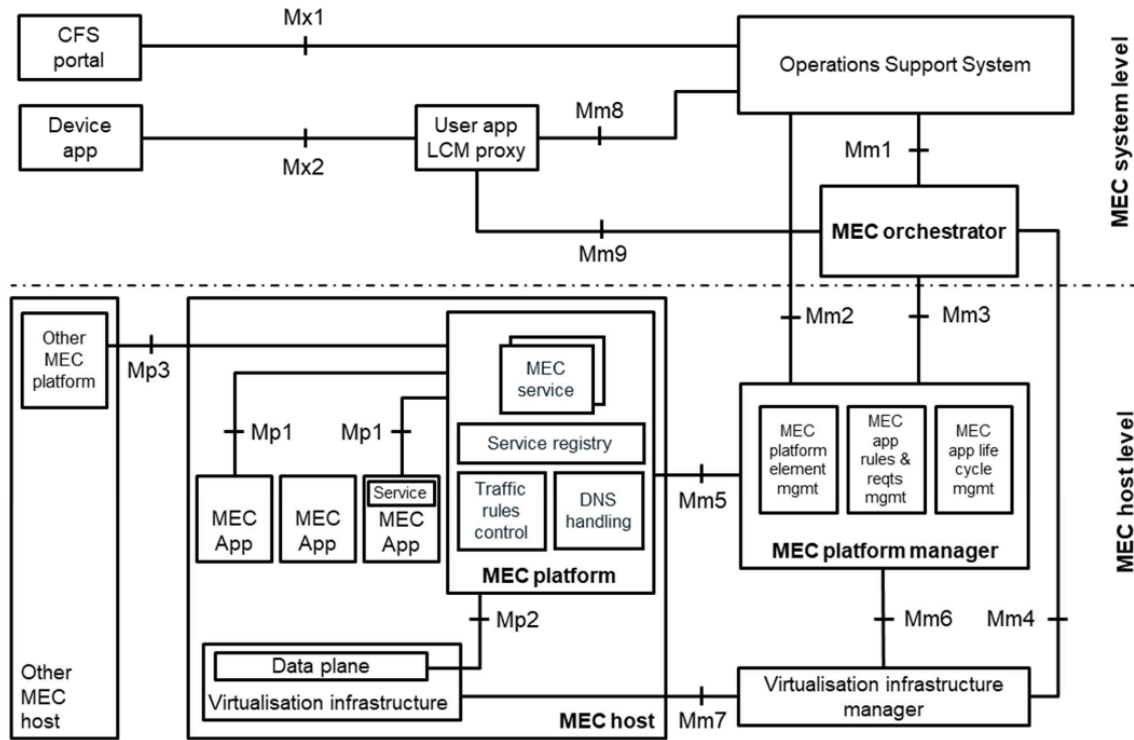 Mx1
CFS
portal
Operations Support System
Device
app
Mx2
User app
LCM proxy
Mm8
Mm1
MEC orchestrator
Mm9
MEC system level
Other
MEC
platform
Mp3
MEC
service
Mm2
Mm3
Mp1
Mp1
Service registry
MEC
platform
element
mgmt
MEC
app
rules &
reqts
mgmt
MEC
app life
cycle
mgmt
MEC
App
MEC
App
Service
MEC
App
Traffic
rules
control
DNS
handling
Mm5
MEC platform
MEC platform manager
MEC host level
Mp2
Mm6
Mm4
Data plane
Virtualisation infrastructure
Other
MEC
host
MEC host
Mm7
Virtualisation infrastructure
manager